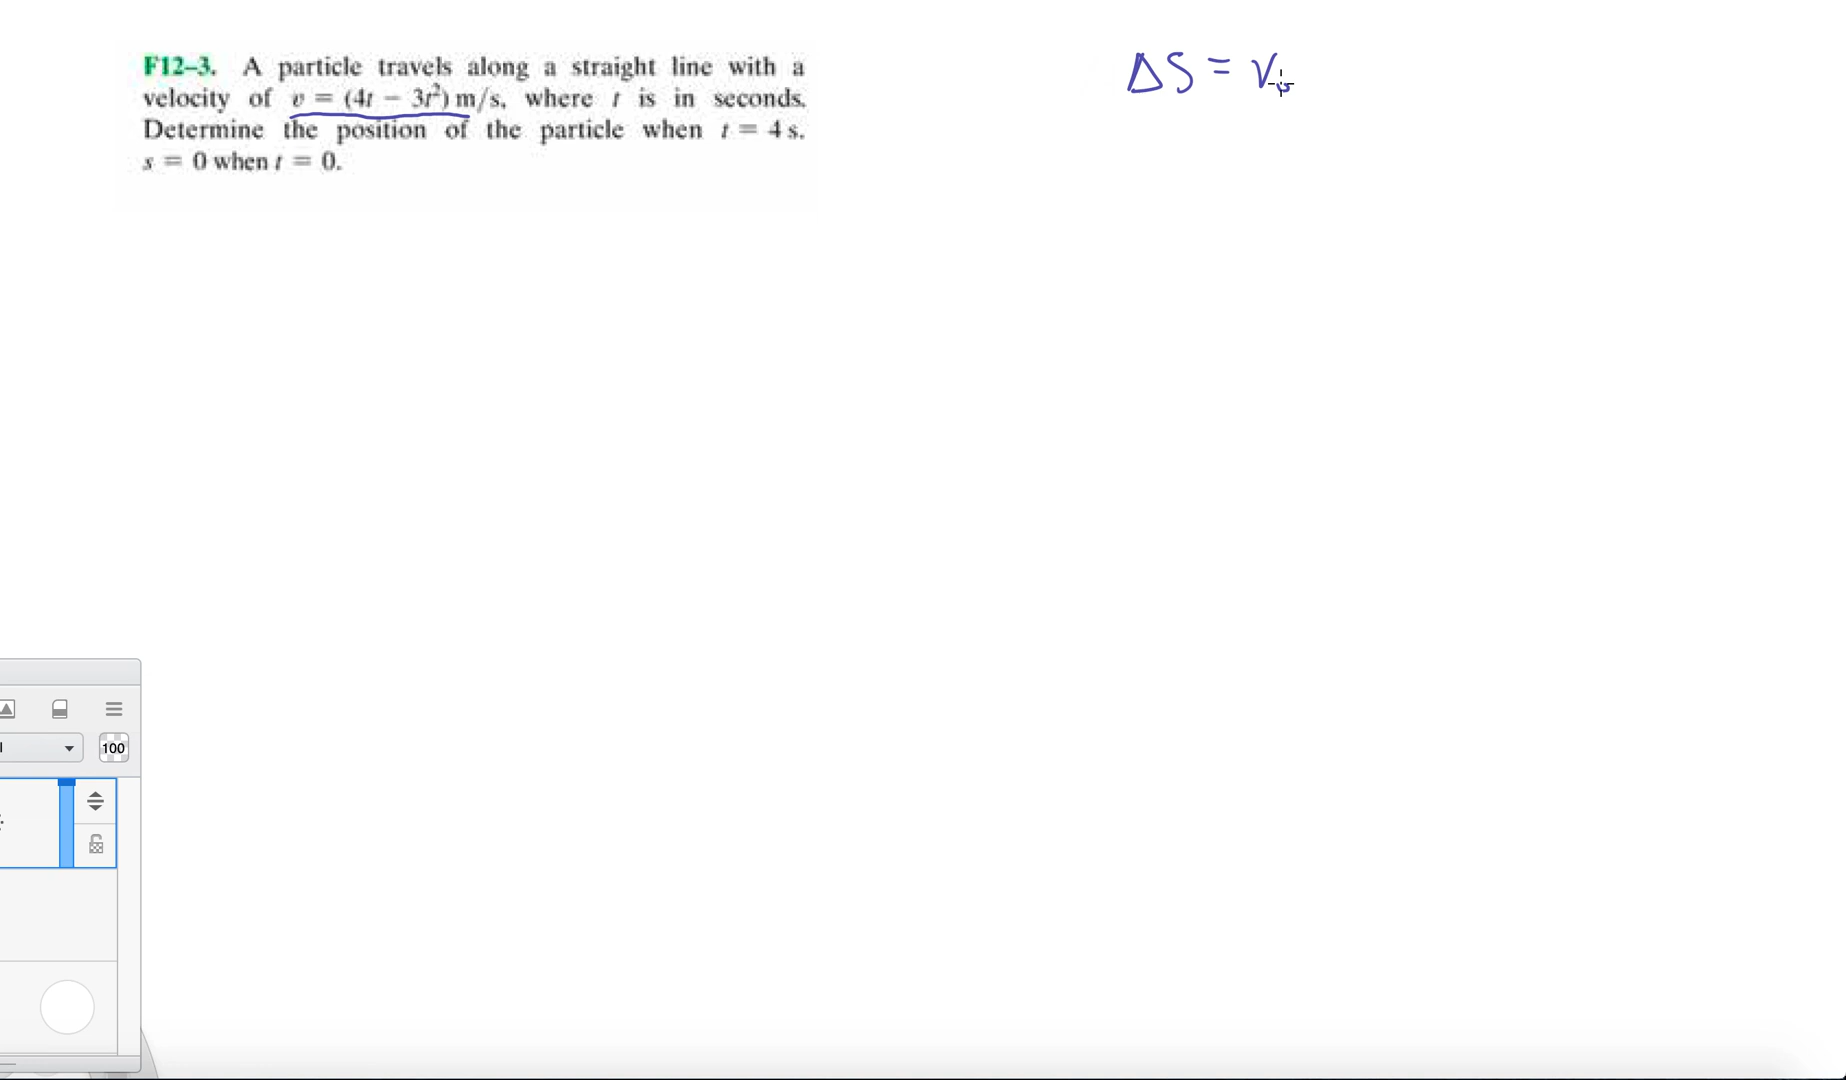 F12–3. A particle travels along a straight line with a
velocity of v = (4t − 3t²) m/s, where t is in seconds.
Determine the position of the particle when t = 4 s.
s = 0 when t = 0.
ΔS = v₀
100